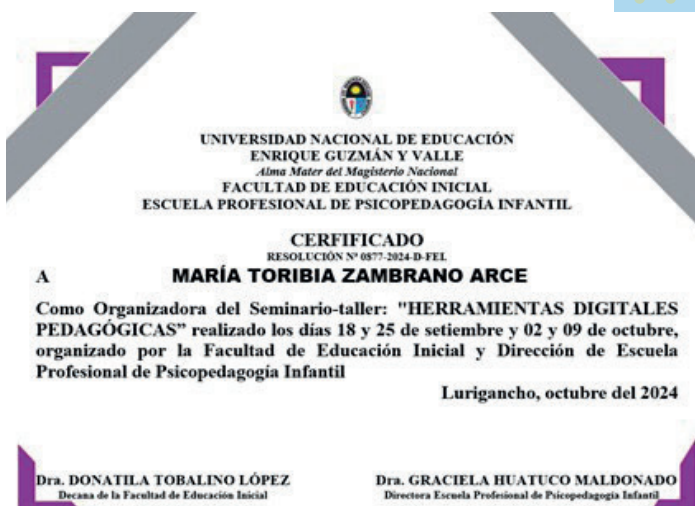 UNIVERSIDAD NACIONAL DE EDUCACIÓN
ENRIQUE GUZMÁN Y VALLE
Alma Mater del Magisterio Nacional
FACULTAD DE EDUCACIÓN INICIAL
ESCUELA PROFESIONAL DE PSICOPEDAGOGÍA INFANTIL
CERFIFICADO
RESOLUCIÓN Nº 0877-2024-D-FEI.
A MARÍA TORIBIA ZAMBRANO ARCE
Como Organizadora del Seminario-taller: "HERRAMIENTAS DIGITALES
PEDAGÓGICAS” realizado los días 18 y 25 de setiembre y 02 y 09 de octubre,
organizado por la Facultad de Educación Inicial y Dirección de Escuela
Profesional de Psicopedagogía Infantil
Lurigancho, octubre del 2024
Dra. DONATILA TOBALINO LÓPEZ Dra. GRACIELA HUATUCO MALDONADO
Decana de la Facultad de Educación Inicial Directora Escuela Profesional de Psicopedagogía Infantil